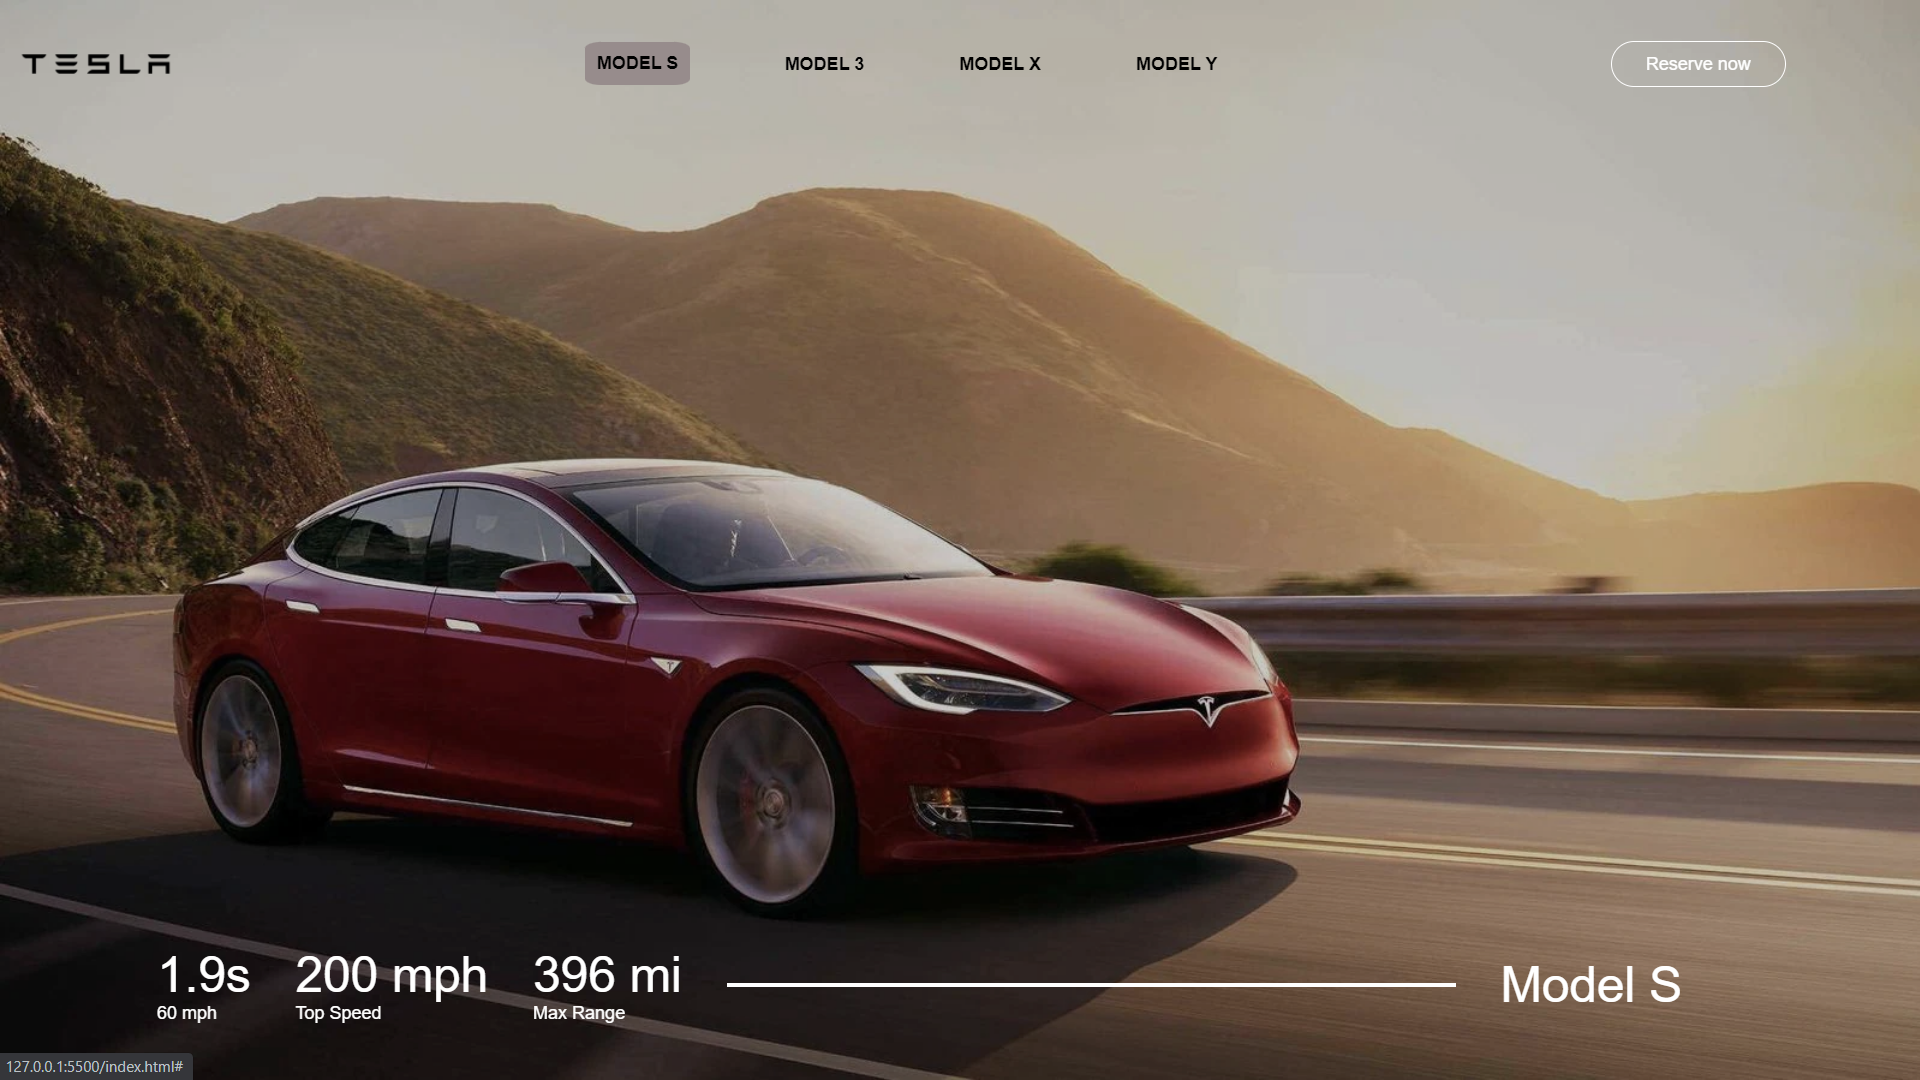 TESLA
MODEL S
MODEL 3
MODEL X
MODEL Y
Reserve now
1.9s
60 mph
200 mph
Top Speed
396 mi
Max Range
Model S
127.0.0.1:5500/index.html#